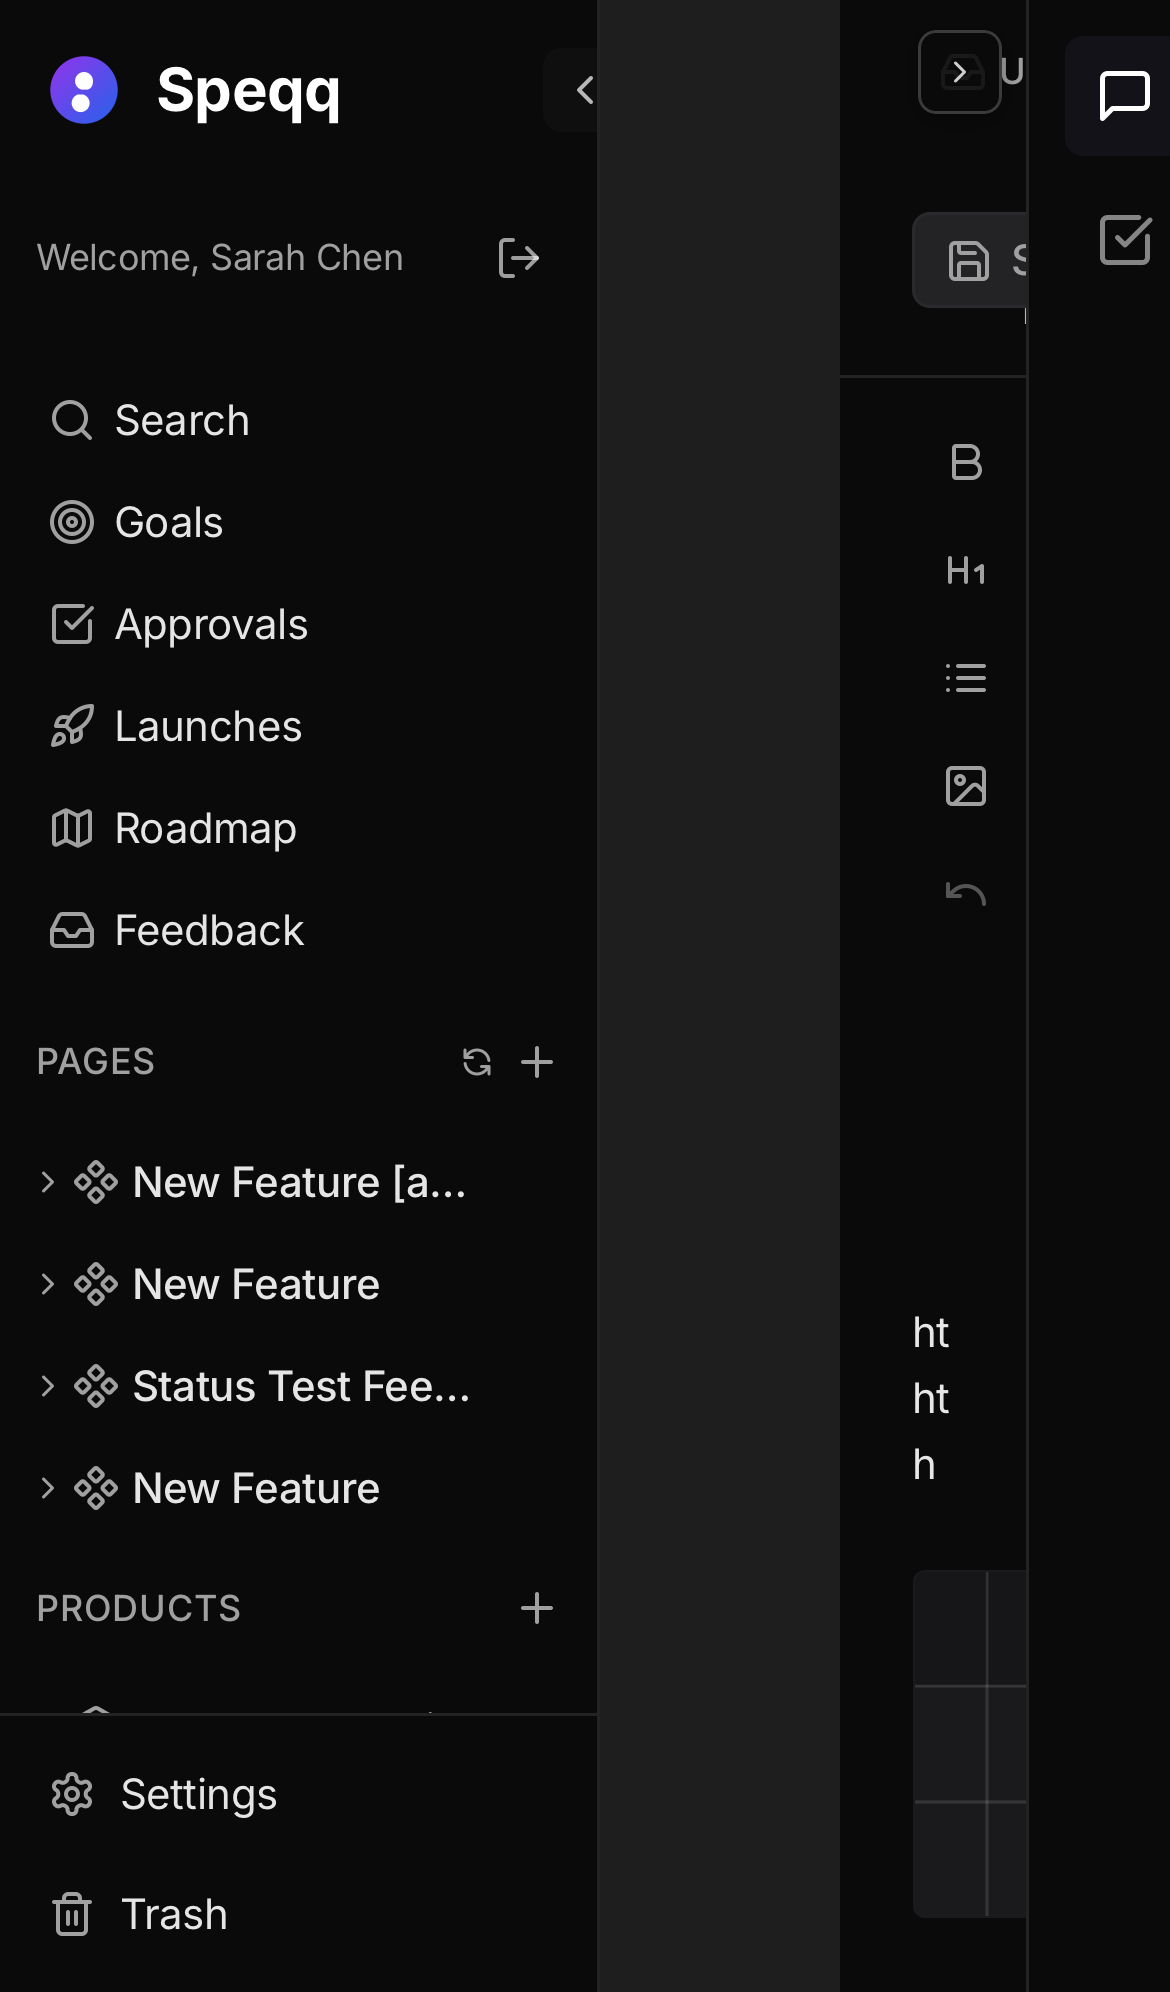 Speqq
Welcome, Sarah Chen
Search
Goals
Approvals
Launches
Roadmap
Feedback
PAGES
New Feature [a...
New Feature
Status Test Fee...
New Feature
PRODUCTS
Settings
Trash
U
S
B
H1
ht
ht
h